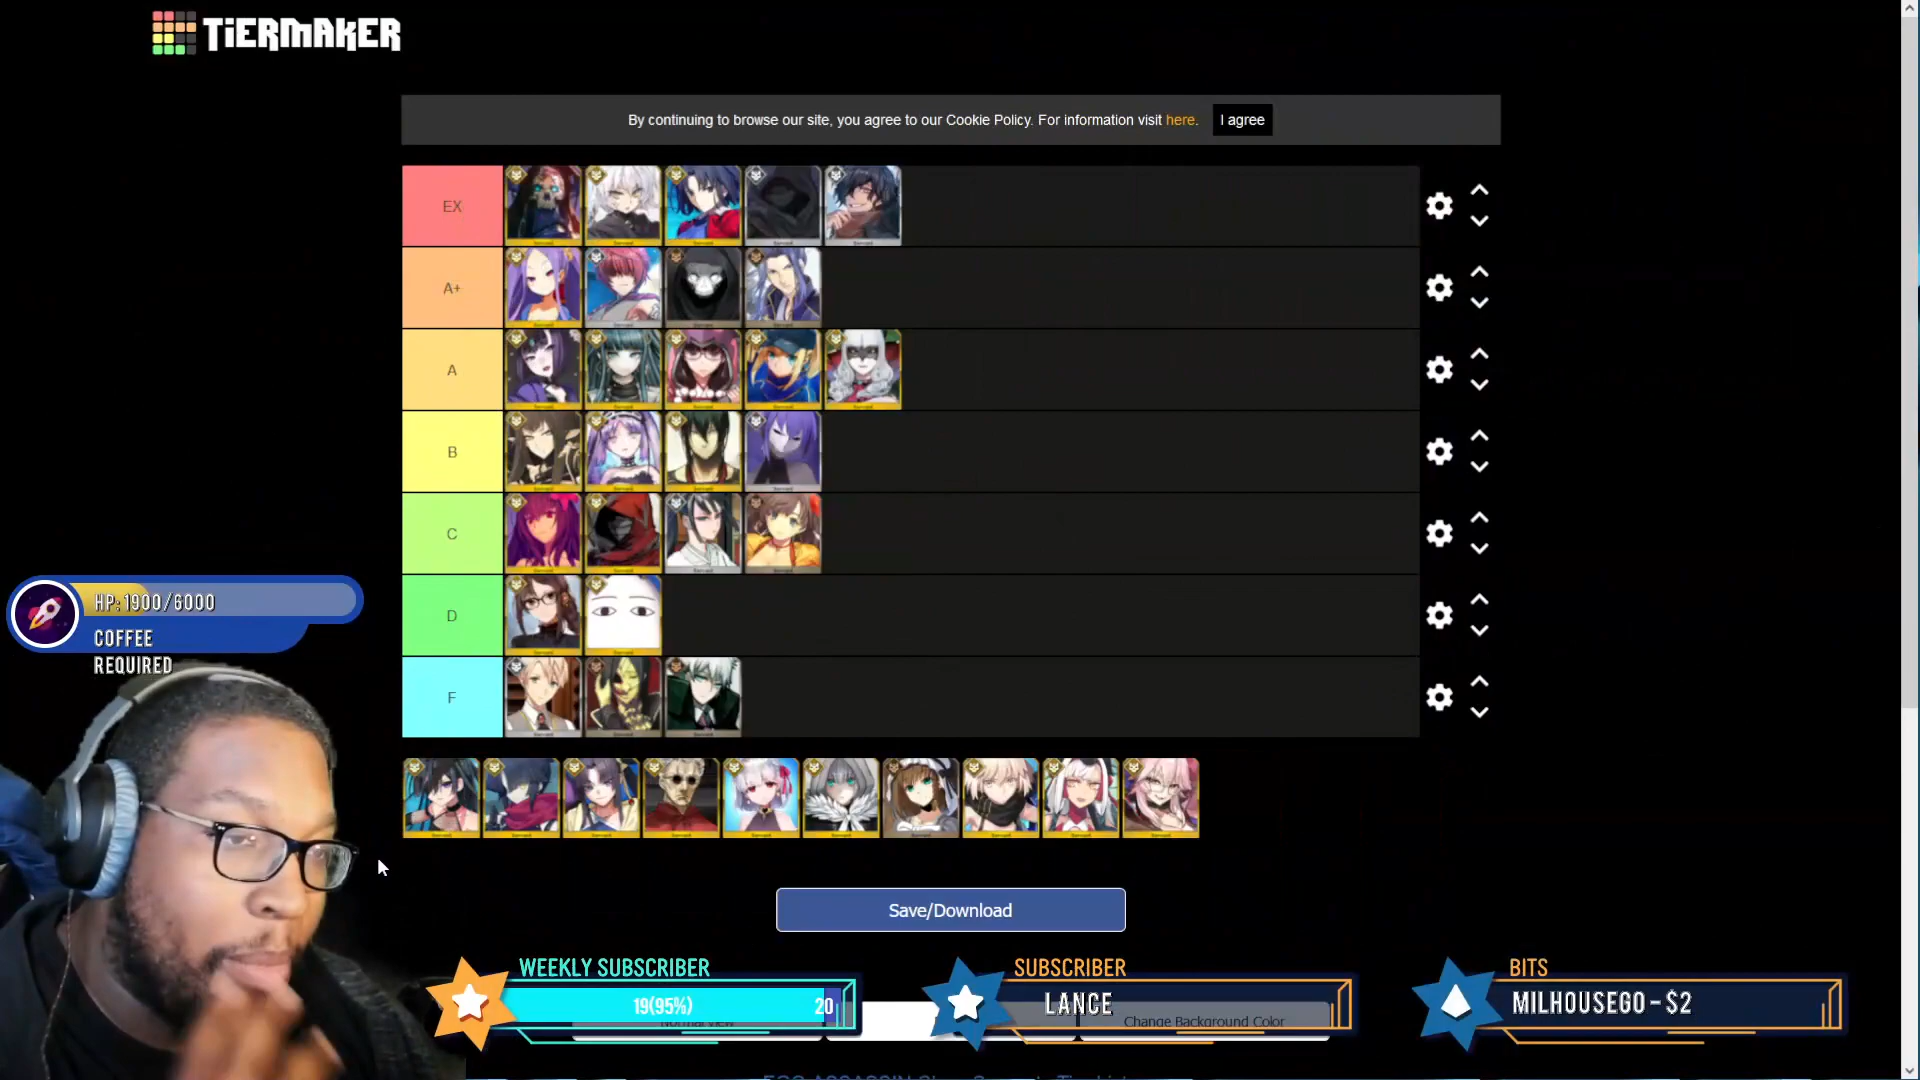 TiERMAKER
By continuing to browse our site, you agree to our Cookie Policy. For information visit here. I agree
EX
A+
A
B
C
D
F
HP: 1900/6000
COFFEE
REQUIRED
Save/Download
WEEKLY SUBSCRIBER
19(95%) 20
SUBSCRIBER
LANCE
BITS
MILHOUSEGO - $2
Change Background Color